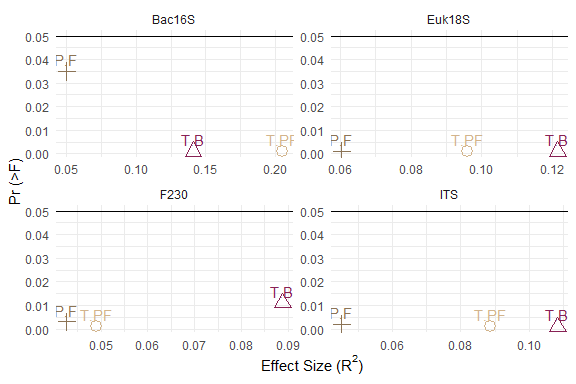 Bac16S
Euk18S
0.05
0.04
0.03
0.02
0.01
0.00
P.F
T.B
T.PF
0.05
0.10
0.15
0.20
0.05
0.04
0.03
0.02
0.01
0.00
P.F
T.PF
T.B
0.06
0.08
0.10
0.12
F230
ITS
0.05
0.04
0.03
0.02
0.01
0.00
P.F
T.PF
T.B
0.05
0.06
0.07
0.08
0.09
0.05
0.04
0.03
0.02
0.01
0.00
P.F
T.PF
T.B
0.06
0.08
0.10
Pr (>F)
Effect Size (R²)